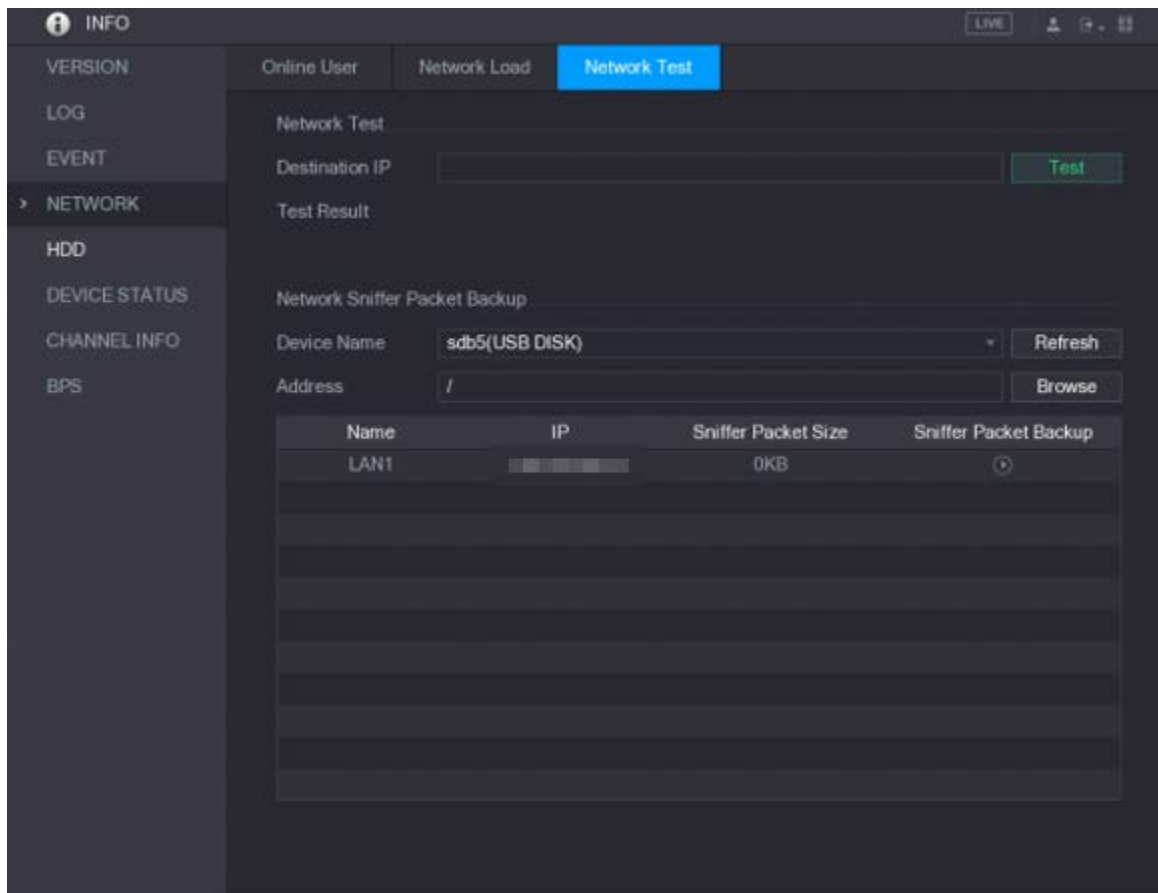 INFO
LIVE
VERSION
LOG
EVENT
NETWORK
HDD
DEVICE STATUS
CHANNEL INFO
BPS
Online User Network Load Network Test
Network Test
Destination IP Test
Test Result
Network Sniffer Packet Backup
Device Name sdb5(USB DISK) Refresh
Address / Browse
Name IP Sniffer Packet Size Sniffer Packet Backup
LAN1 0KB